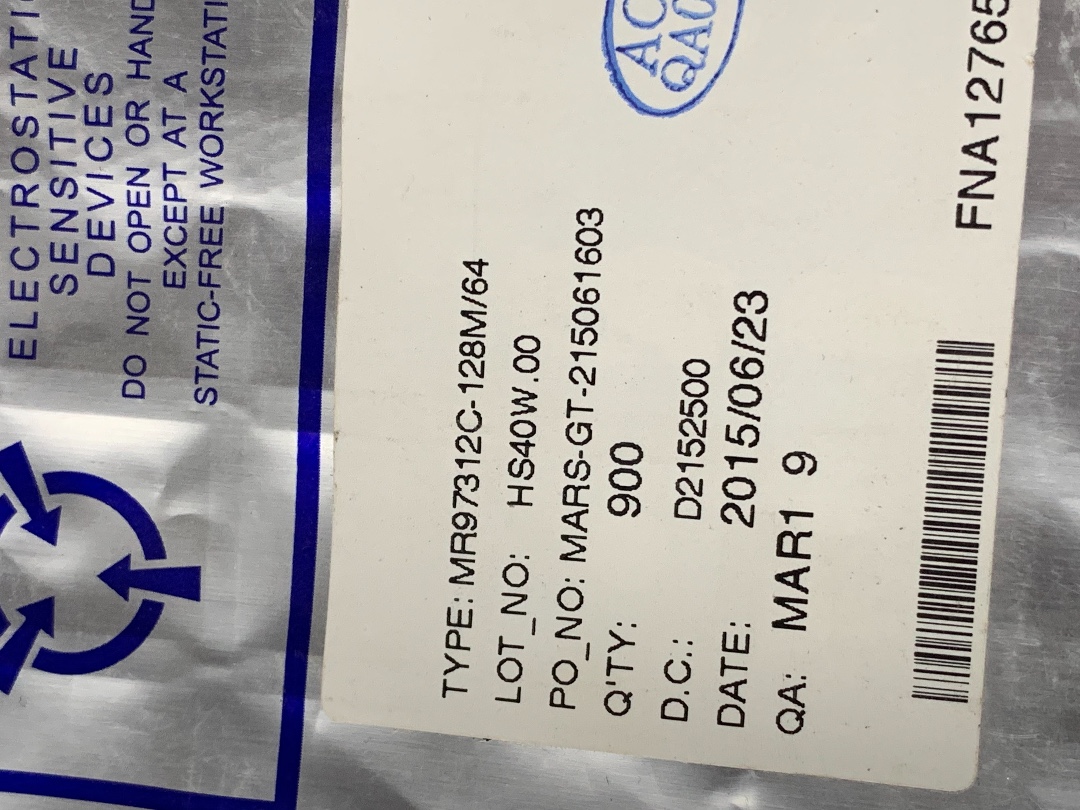 ELECTROSTATIC
SENSITIVE
DEVICES
DO NOT OPEN OR HAND
EXCEPT AT A
STATIC-FREE WORKSTATI
TYPE: MR97312C-128M/64
LOT_NO: HS40W.00
PO_NO: MARS-GT-215061603
Q'TY: 900
D.C.: D2152500
DATE: 2015/06/23
QA: MAR1 9
FNA12765